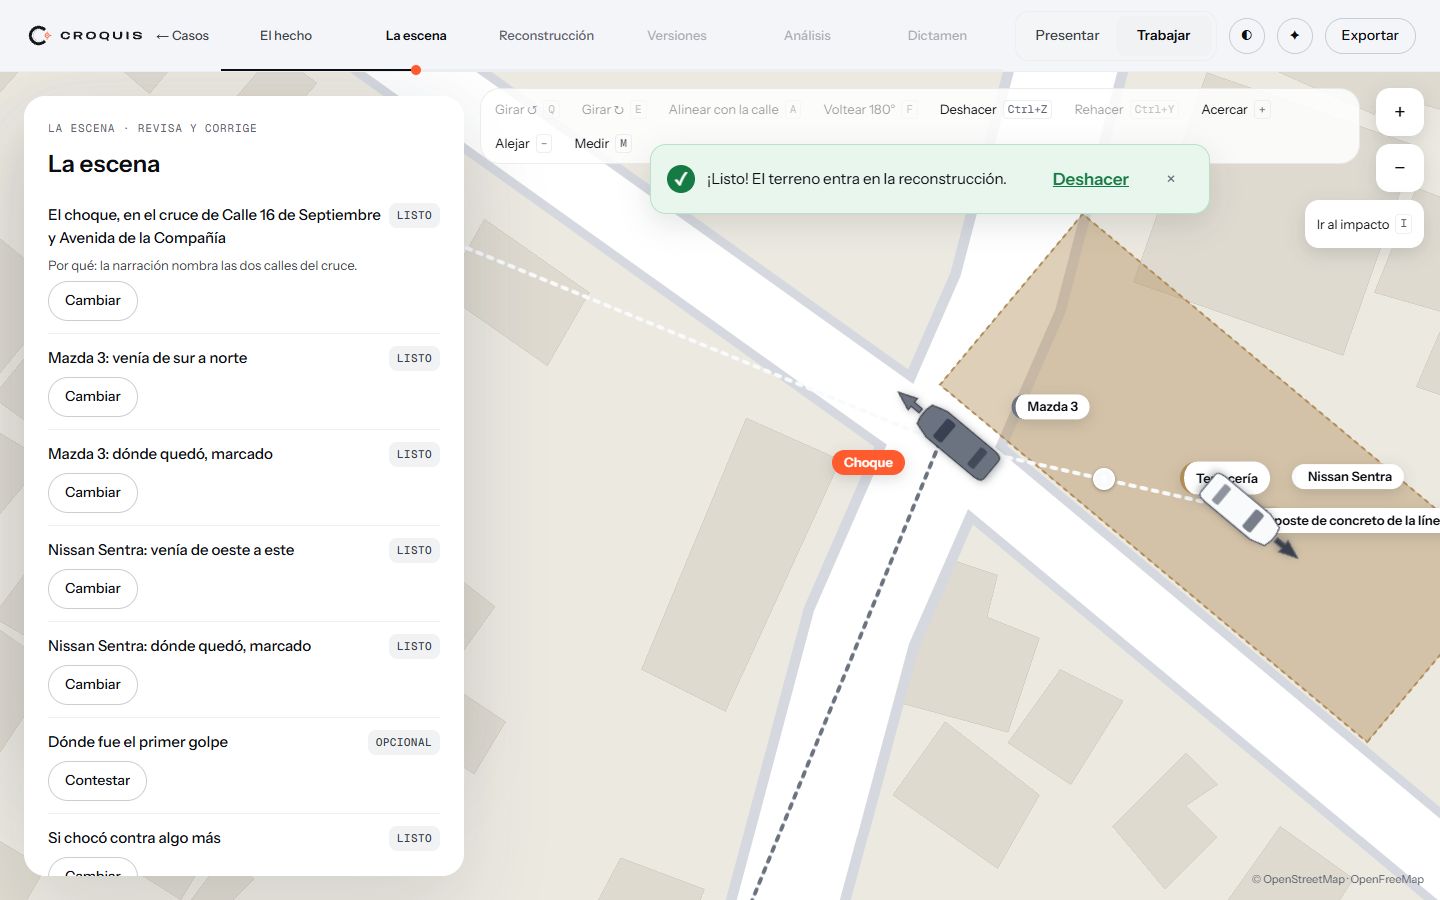 CROQUIS
← Casos
El hecho
La escena
Reconstrucción
Versiones
Análisis
Dictamen
Presentar
Trabajar
Exportar
Girar ↺ Q
Girar ↻ E
Alinear con la calle A
Voltear 180° F
Deshacer Ctrl+Z
Rehacer Ctrl+Y
Acercar +
Alejar −
Medir M
¡Listo! El terreno entra en la reconstrucción.
Deshacer
×
+
−
Ir al impacto I
LA ESCENA · REVISA Y CORRIGE
La escena
El choque, en el cruce de Calle 16 de Septiembre
y Avenida de la Compañía
LISTO
Por qué: la narración nombra las dos calles del cruce.
Cambiar
Mazda 3: venía de sur a norte
LISTO
Cambiar
Mazda 3: dónde quedó, marcado
LISTO
Cambiar
Nissan Sentra: venía de oeste a este
LISTO
Cambiar
Nissan Sentra: dónde quedó, marcado
LISTO
Cambiar
Dónde fue el primer golpe
OPCIONAL
Contestar
Si chocó contra algo más
LISTO
Cambiar
Mazda 3
Choque
Nissan Sentra
poste de concreto de la líne
© OpenStreetMap · OpenFreeMap